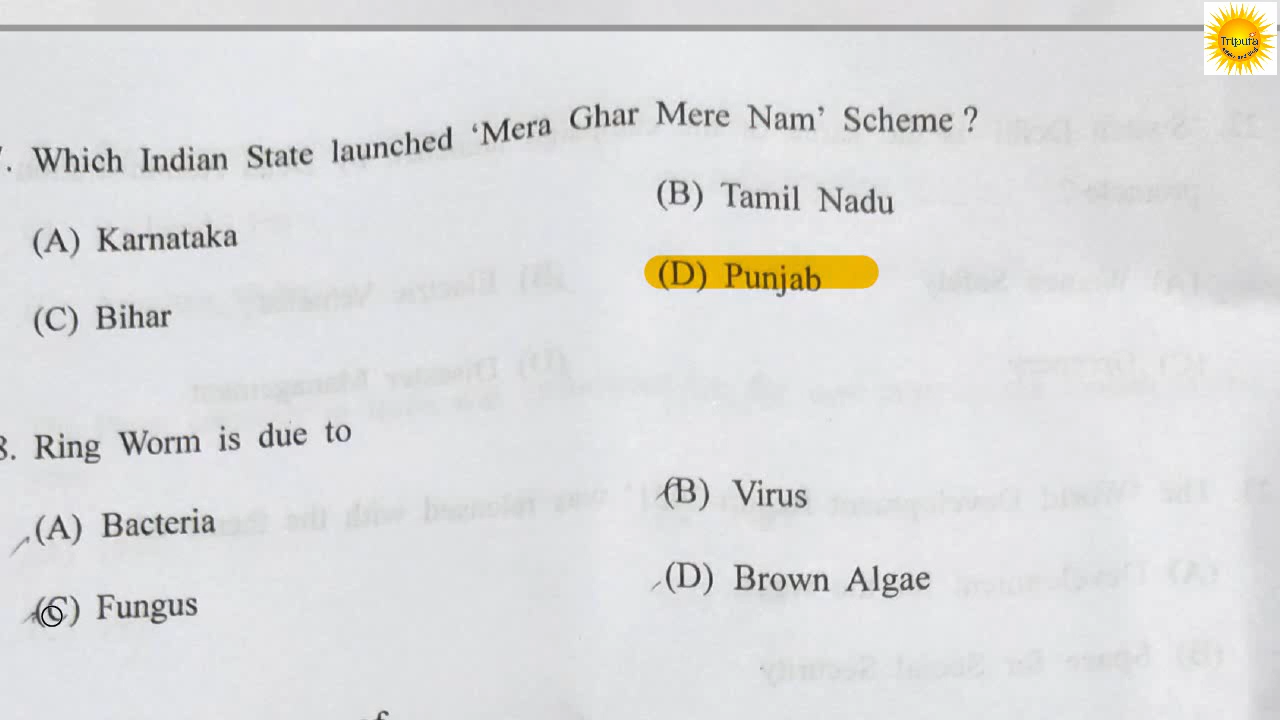 Tripura
7. Which Indian State launched ‘Mera Ghar Mere Nam’ Scheme ?
(A) Karnataka
(B) Tamil Nadu
(C) Bihar
(D) Punjab
8. Ring Worm is due to
(A) Bacteria
(B) Virus
(C) Fungus
(D) Brown Algae